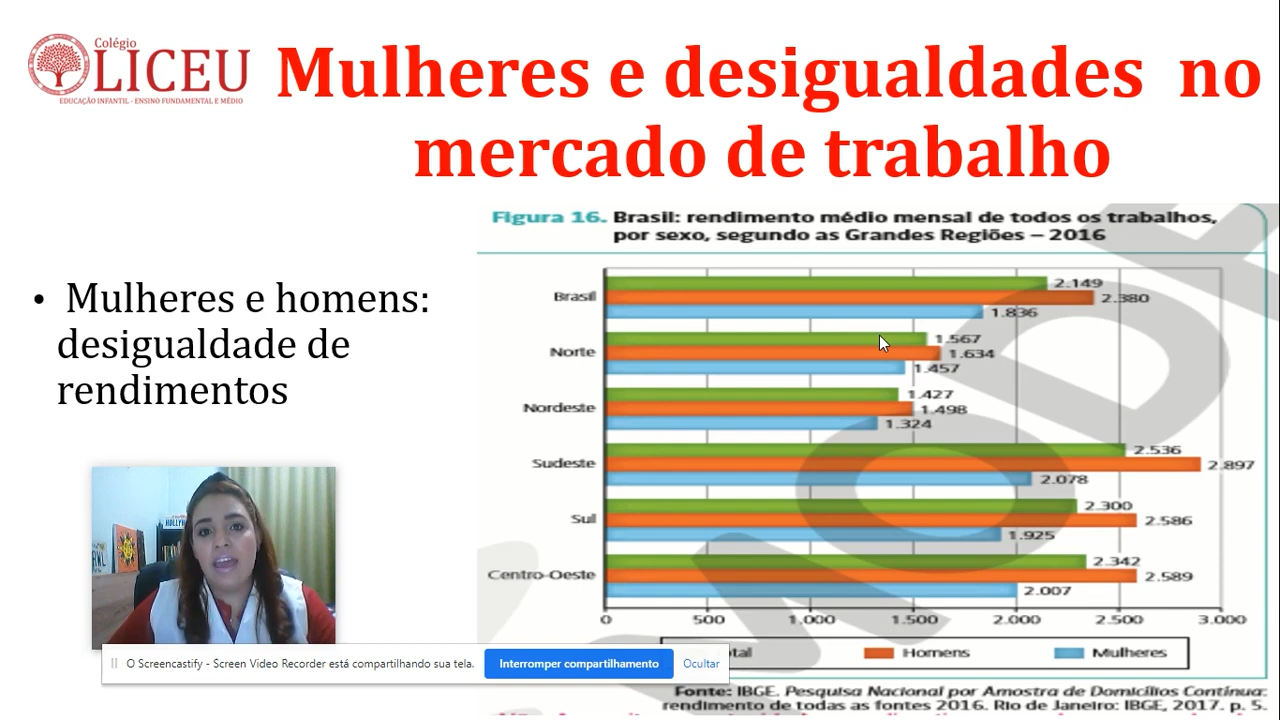 Colégio
LICEU
EDUCAÇÃO INFANTIL - ENSINO FUNDAMENTAL E MÉDIO
Mulheres e desigualdades no
mercado de trabalho
• Mulheres e homens:
desigualdade de
rendimentos
Figura 16. Brasil: rendimento médio mensal de todos os trabalhos,
por sexo, segundo as Grandes Regiões – 2016
Brasil
2.149
2.380
1.836
Norte
1.567
1.634
1.457
Nordeste
1.427
1.498
1.324
Sudeste
2.536
2.897
2.078
Sul
2.300
2.586
1.925
Centro-Oeste
2.342
2.589
2.007
0 500 1.000 1.500 2.000 2.500 3.000
Homens Mulheres
O Screencastify - Screen Video Recorder está compartilhando sua tela. Interromper compartilhamento Ocultar
Fonte: IBGE. Pesquisa Nacional por Amostra de Domicílios Contínua:
rendimento de todas as fontes 2016. Rio de Janeiro: IBGE, 2017. p. 5.